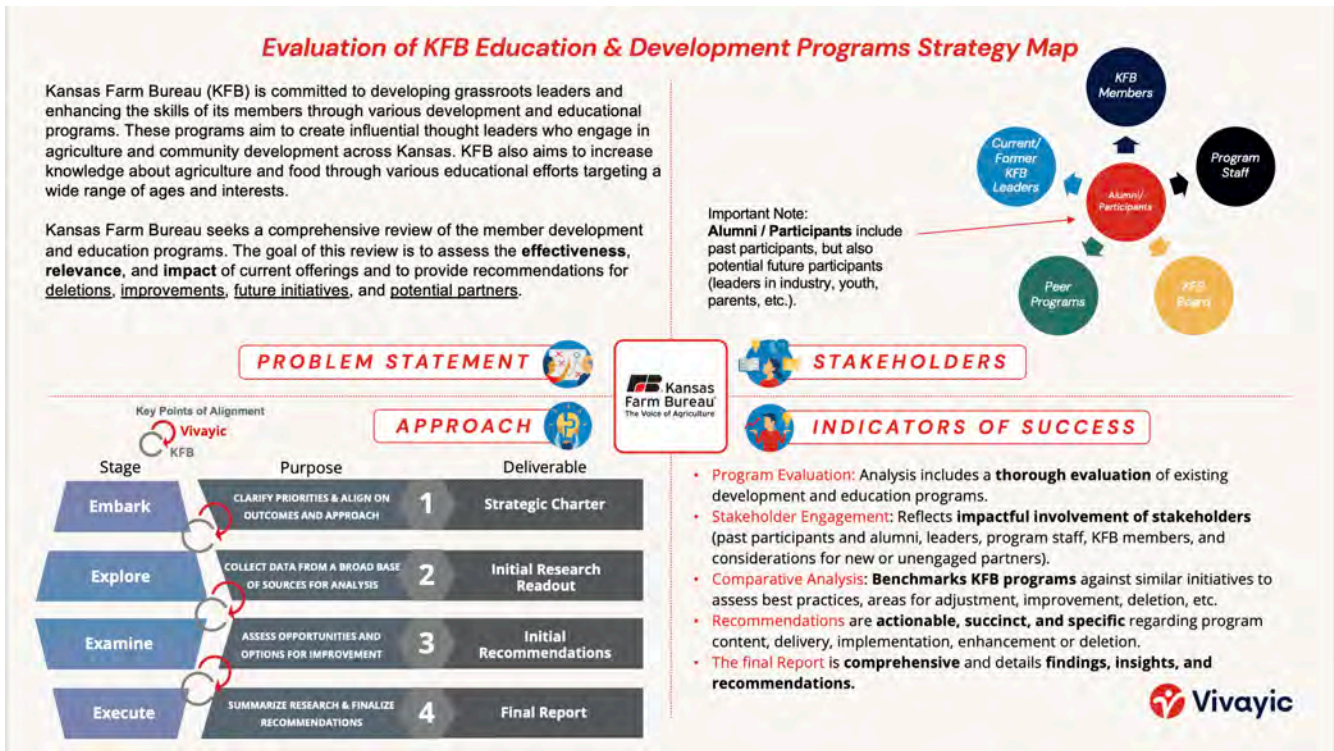 Evaluation of KFB Education & Development Programs Strategy Map
Kansas Farm Bureau (KFB) is committed to developing grassroots leaders and
enhancing the skills of its members through various development and educational
programs. These programs aim to create influential thought leaders who engage in
agriculture and community development across Kansas. KFB also aims to increase
knowledge about agriculture and food through various educational efforts targeting a
wide range of ages and interests.
Kansas Farm Bureau seeks a comprehensive review of the member development
and education programs. The goal of this review is to assess the effectiveness,
relevance, and impact of current offerings and to provide recommendations for
deletions, improvements, future initiatives, and potential partners.
KFB
Members
Current/
Former
KFB
Leaders
Program
Staff
Alumni/
Participants
Peer
Programs
KFB
Board
Important Note:
Alumni / Participants include
past participants, but also
potential future participants
(leaders in industry, youth,
parents, etc.).
PROBLEM STATEMENT
STAKEHOLDERS
Kansas
Farm Bureau
The Voice of Agriculture
APPROACH
INDICATORS OF SUCCESS
Key Points of Alignment
Vivayic
KFB
Stage
Purpose
Deliverable
Embark
CLARIFY PRIORITIES & ALIGN ON
OUTCOMES AND APPROACH
1
Strategic Charter
Explore
COLLECT DATA FROM A BROAD BASE
OF SOURCES FOR ANALYSIS
2
Initial Research
Readout
Examine
ASSESS OPPORTUNITIES AND
OPTIONS FOR IMPROVEMENT
3
Initial
Recommendations
Execute
SUMMARIZE RESEARCH & FINALIZE
RECOMMENDATIONS
4
Final Report
• Program Evaluation: Analysis includes a thorough evaluation of existing
development and education programs.
• Stakeholder Engagement: Reflects impactful involvement of stakeholders
(past participants and alumni, leaders, program staff, KFB members, and
considerations for new or unengaged partners).
• Comparative Analysis: Benchmarks KFB programs against similar initiatives to
assess best practices, areas for adjustment, improvement, deletion, etc.
• Recommendations are actionable, succinct, and specific regarding program
content, delivery, implementation, enhancement or deletion.
• The final Report is comprehensive and details findings, insights, and
recommendations.
Vivayic